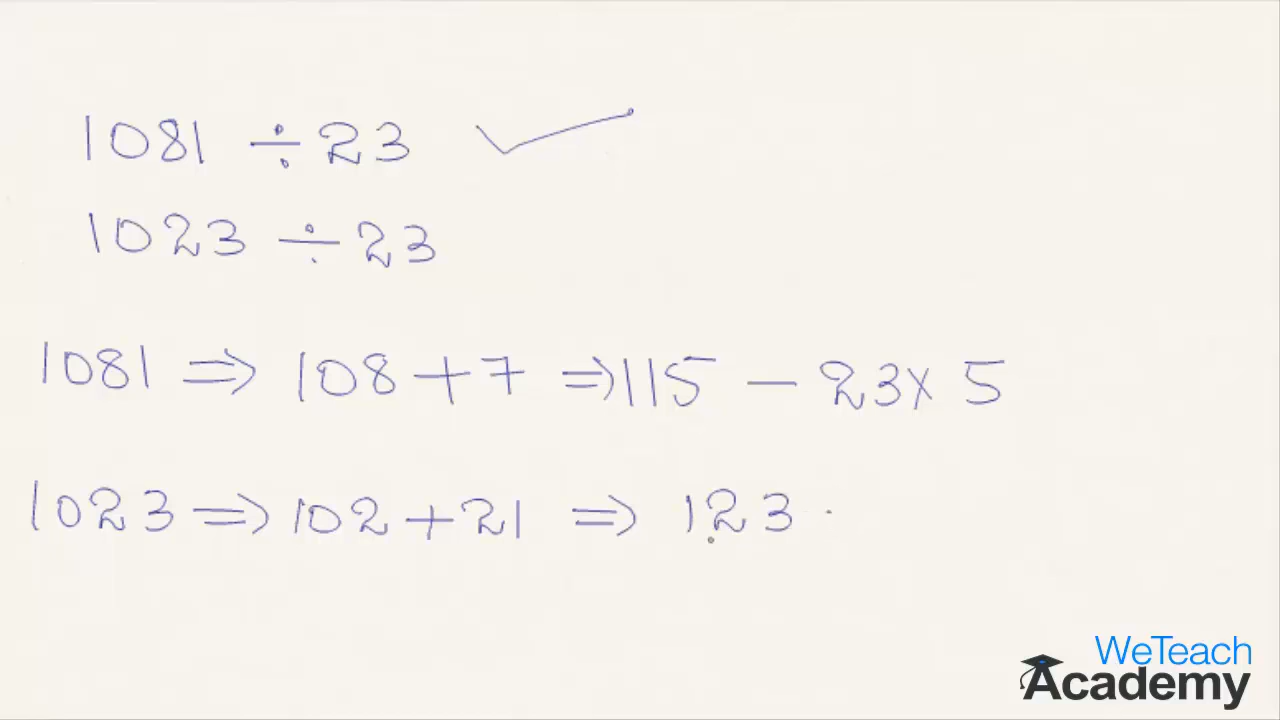 1081 ÷ 23 ✓
1023 ÷ 23
1081 ⇒ 108 + 7 ⇒ 115 — 23 × 5
1023 ⇒ 102 + 21 ⇒ 123
WeTeach
Academy